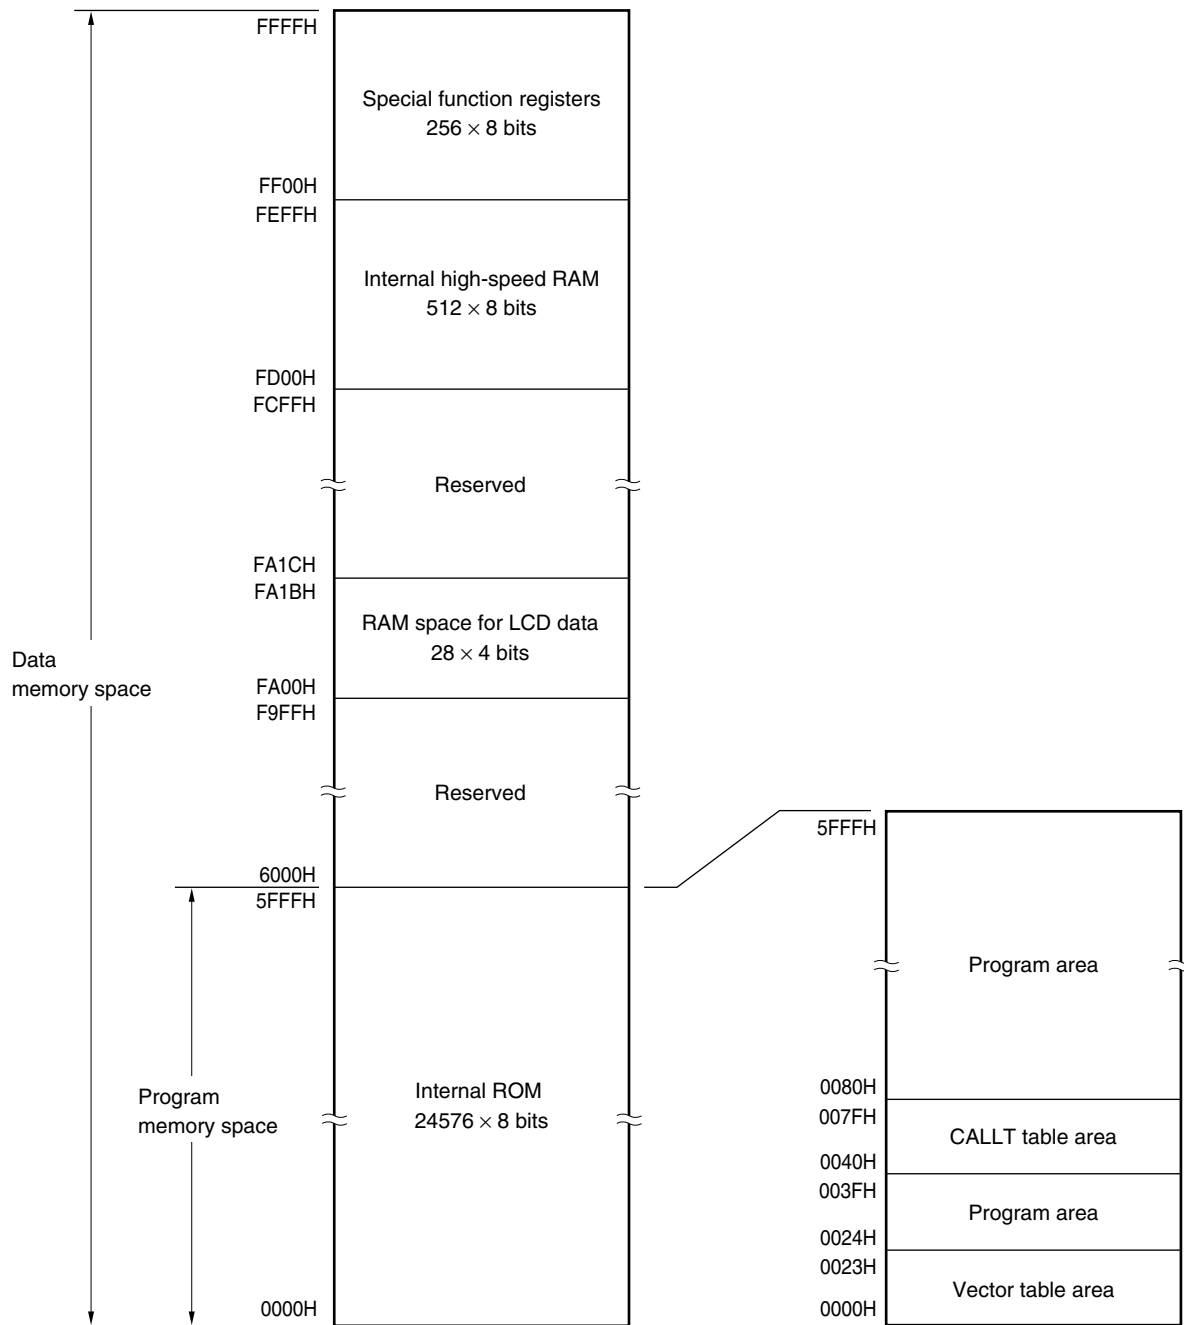 FFFFH
Special function registers
256 × 8 bits
FF00H
FEFFH
Internal high-speed RAM
512 × 8 bits
FD00H
FCFFH
Reserved
FA1CH
FA1BH
RAM space for LCD data
28 × 4 bits
Data
memory space
FA00H
F9FFH
Reserved
6000H
5FFFH
Program
memory space
Internal ROM
24576 × 8 bits
0000H
5FFFH
Program area
0080H
007FH
CALLT table area
0040H
003FH
Program area
0024H
0023H
Vector table area
0000H